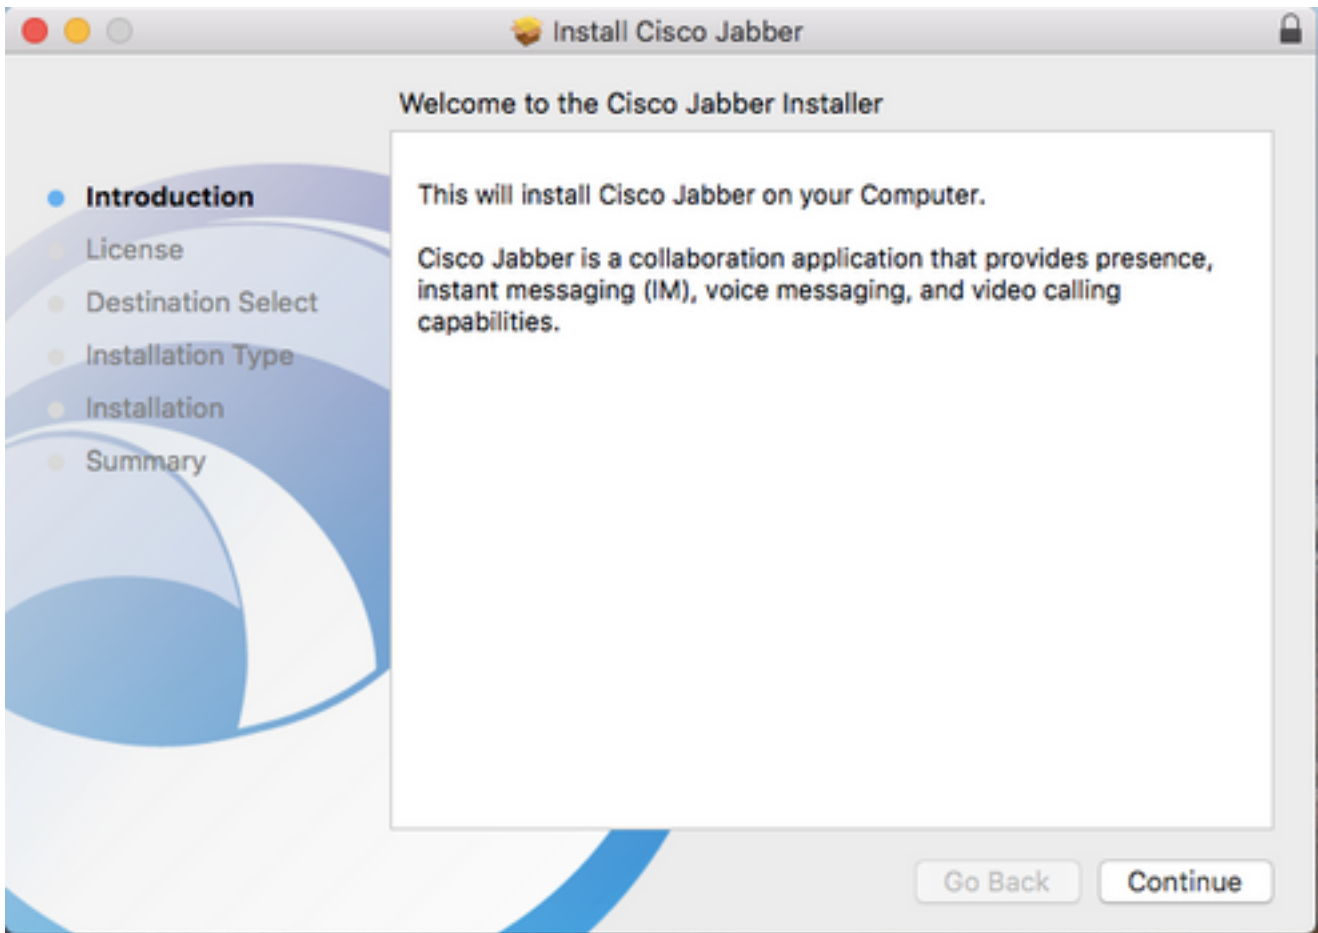 Install Cisco Jabber
Welcome to the Cisco Jabber Installer
Introduction
License
Destination Select
Installation Type
Installation
Summary
This will install Cisco Jabber on your Computer.
Cisco Jabber is a collaboration application that provides presence,
instant messaging (IM), voice messaging, and video calling
capabilities.
Go Back
Continue